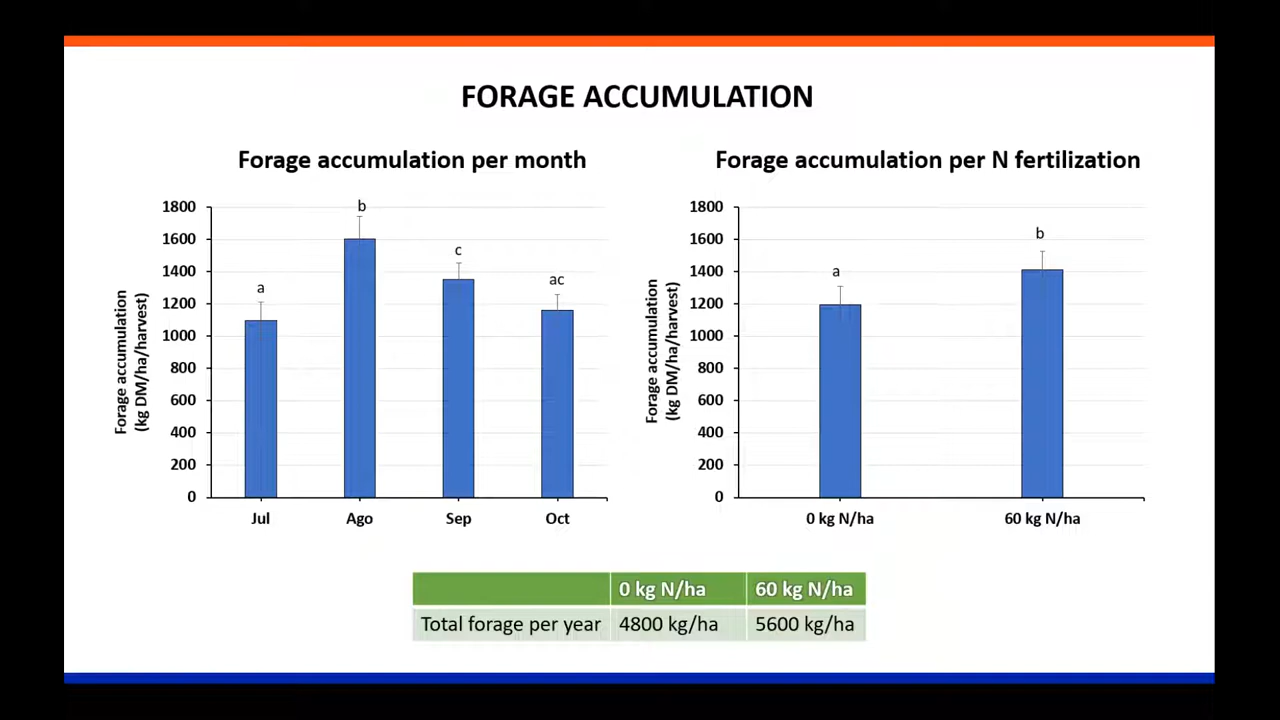 FORAGE ACCUMULATION
Forage accumulation per month
Forage accumulation
(kg DM/ha/harvest)
1800
1600
1400
1200
1000
800
600
400
200
0
a
b
c
ac
Jul Ago Sep Oct
Forage accumulation per N fertilization
Forage accumulation
(kg DM/ha/harvest)
1800
1600
1400
1200
1000
800
600
400
200
0
a
b
0 kg N/ha 60 kg N/ha
0 kg N/ha 60 kg N/ha
Total forage per year 4800 kg/ha 5600 kg/ha